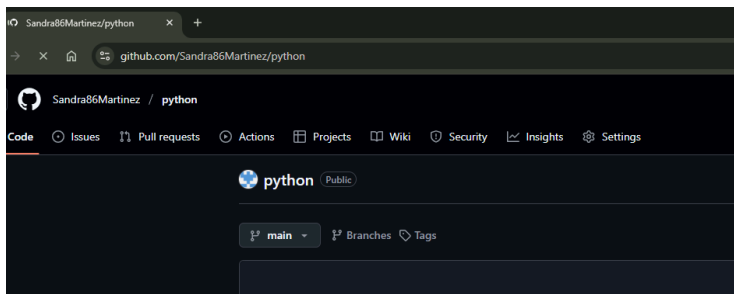 Sandra86Martinez/python
github.com/Sandra86Martinez/python
Sandra86Martinez / python
Code Issues Pull requests Actions Projects Wiki Security Insights Settings
python Public
main Branches Tags